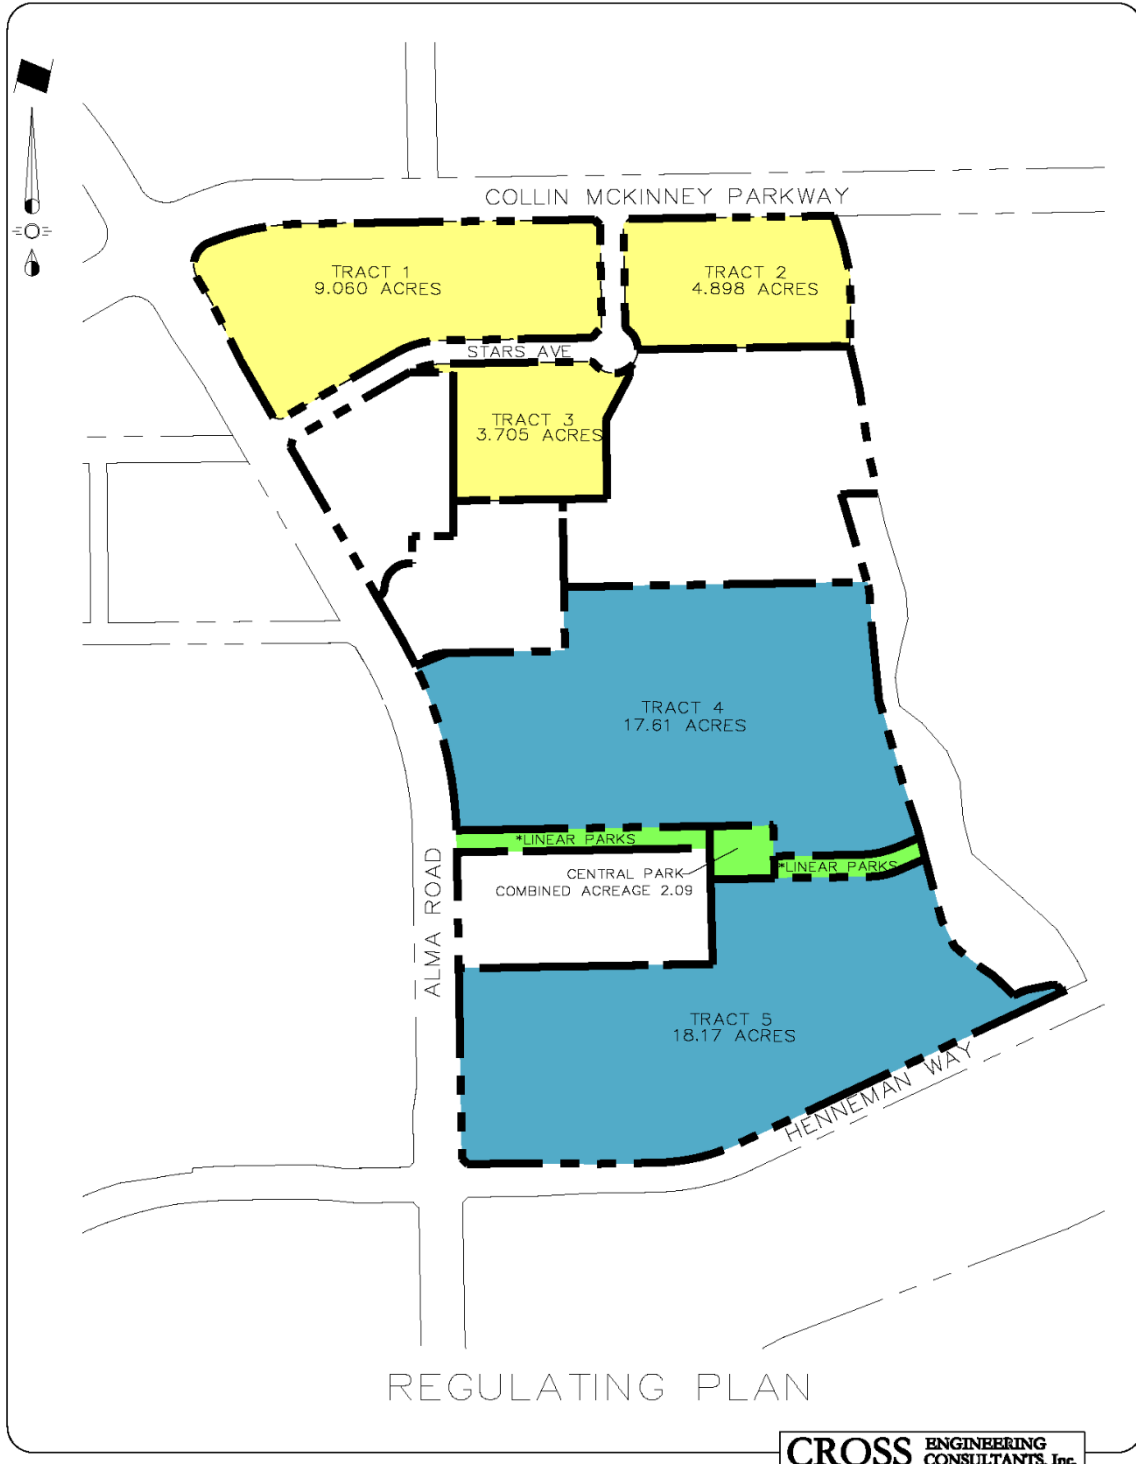 COLLIN MCKINNEY PARKWAY
TRACT 1
9.060 ACRES
TRACT 2
4.898 ACRES
STARS AVE
TRACT 3
3.705 ACRES
TRACT 4
17.61 ACRES
*LINEAR PARKS
*LINEAR PARKS
CENTRAL PARK
COMBINED ACREAGE 2.09
ALMA ROAD
TRACT 5
18.17 ACRES
HENNEMAN WAY
REGULATING PLAN
CROSS ENGINEERING
CONSULTANTS, Inc.